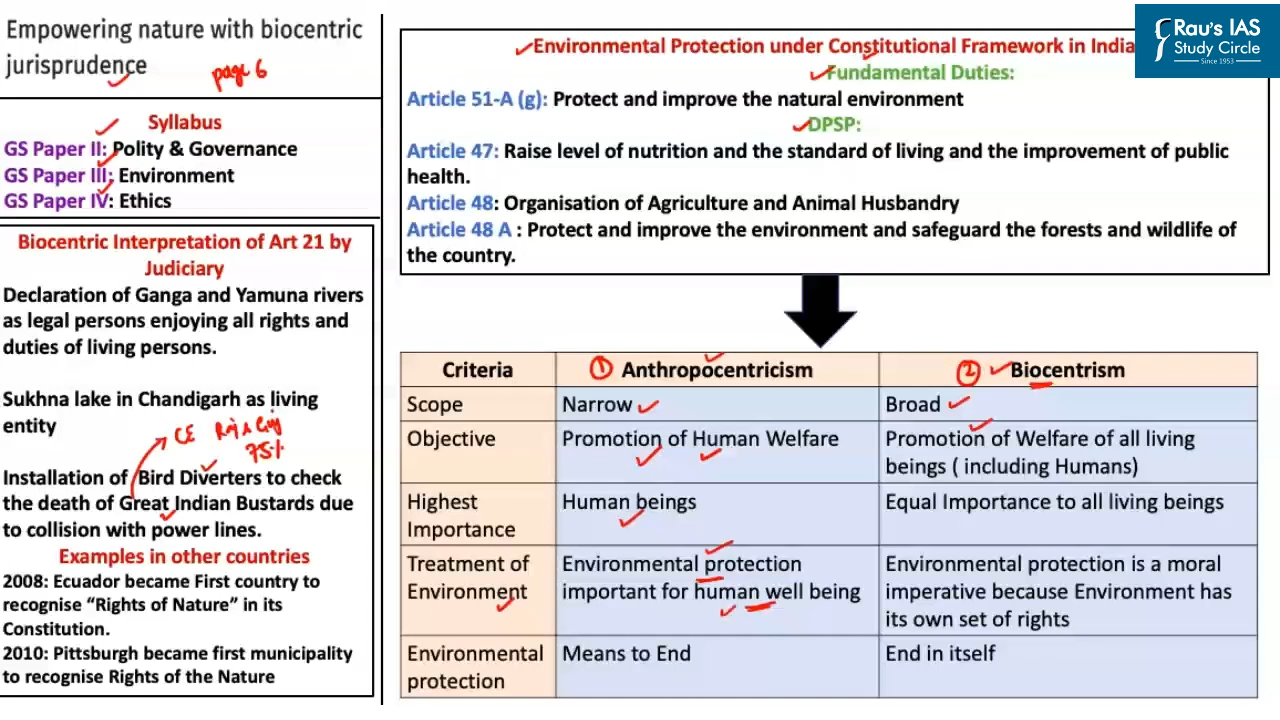 Empowering nature with biocentric
jurisprudence
page 6
Syllabus
GS Paper II: Polity & Governance
GS Paper III: Environment
GS Paper IV: Ethics
Biocentric Interpretation of Art 21 by
Judiciary
Declaration of Ganga and Yamuna rivers
as legal persons enjoying all rights and
duties of living persons.
Sukhna lake in Chandigarh as living
entity
CE Raj & Guj
75%
Installation of Bird Diverters to check
the death of Great Indian Bustards due
to collision with power lines.
Examples in other countries
2008: Ecuador became First country to
recognise “Rights of Nature” in its
Constitution.
2010: Pittsburgh became first municipality
to recognise Rights of the Nature
Rau's IAS
Study Circle
Since 1953
Environmental Protection under Constitutional Framework in India
Fundamental Duties:
Article 51-A (g): Protect and improve the natural environment
DPSP:
Article 47: Raise level of nutrition and the standard of living and the improvement of public
health.
Article 48: Organisation of Agriculture and Animal Husbandry
Article 48 A : Protect and improve the environment and safeguard the forests and wildlife of
the country.
Criteria 1 Anthropocentricism 2 Biocentrism
Scope Narrow Broad
Objective Promotion of Human Welfare Promotion of Welfare of all living
beings ( including Humans)
Highest Human beings Equal Importance to all living beings
Importance
Treatment of Environmental protection Environmental protection is a moral
Environment important for human well being imperative because Environment has
its own set of rights
Environmental Means to End End in itself
protection